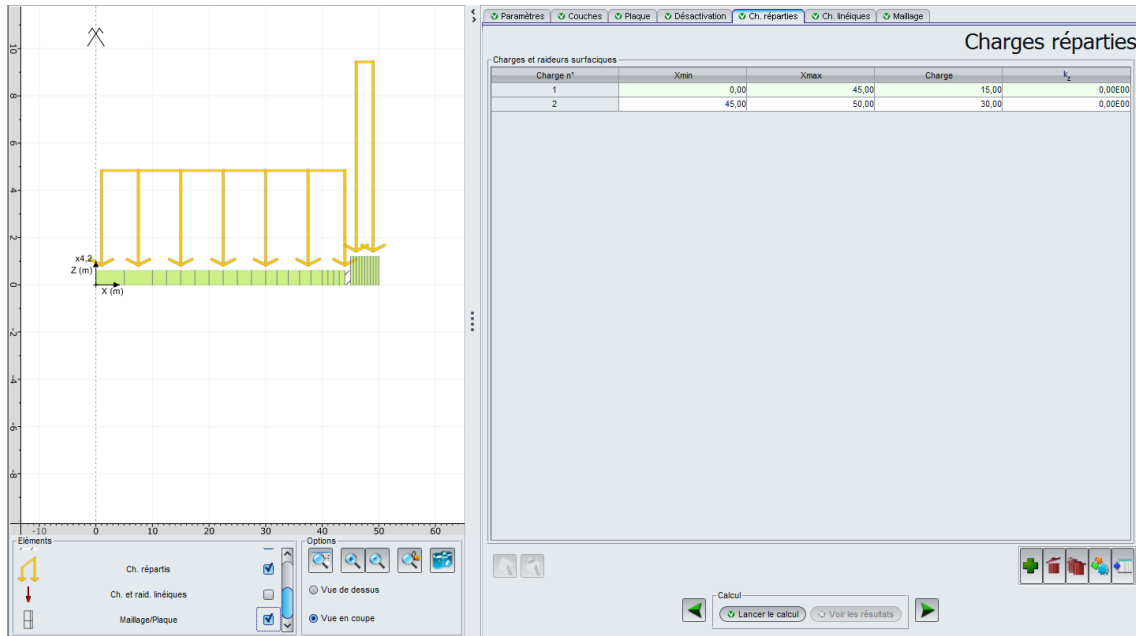 Paramètres Couches Plaque Désactivation Ch. réparties Ch. linéiques Maillage
Charges réparties
Charges et raideurs surfaciques
Charge n° Xmin Xmax Charge kz
1 0,00 45,00 15,00 0,00E00
2 45,00 50,00 30,00 0,00E00
10
8
6
4
2
0
-2
-4
-6
-8
x4,2
Z (m)
X (m)
-10 0 10 20 30 40 50 60
Eléments
Ch. répartis
Ch. et raid. linéiques
Maillage/Plaque
Options
Vue de dessus
Vue en coupe
Calcul
Lancer le calcul
Voir les résultats